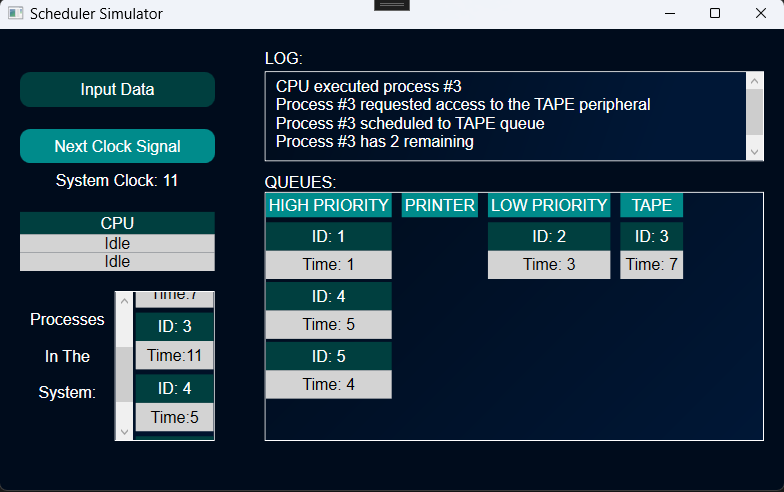 Scheduler Simulator
Input Data
Next Clock Signal
System Clock: 11
CPU
Idle
Idle
Processes
In The
System:
Time:7
ID: 3
Time:11
ID: 4
Time:5
LOG:
CPU executed process #3
Process #3 requested access to the TAPE peripheral
Process #3 scheduled to TAPE queue
Process #3 has 2 remaining
QUEUES:
HIGH PRIORITY PRINTER LOW PRIORITY TAPE
ID: 1 ID: 2 ID: 3
Time: 1 Time: 3 Time: 7
ID: 4
Time: 5
ID: 5
Time: 4